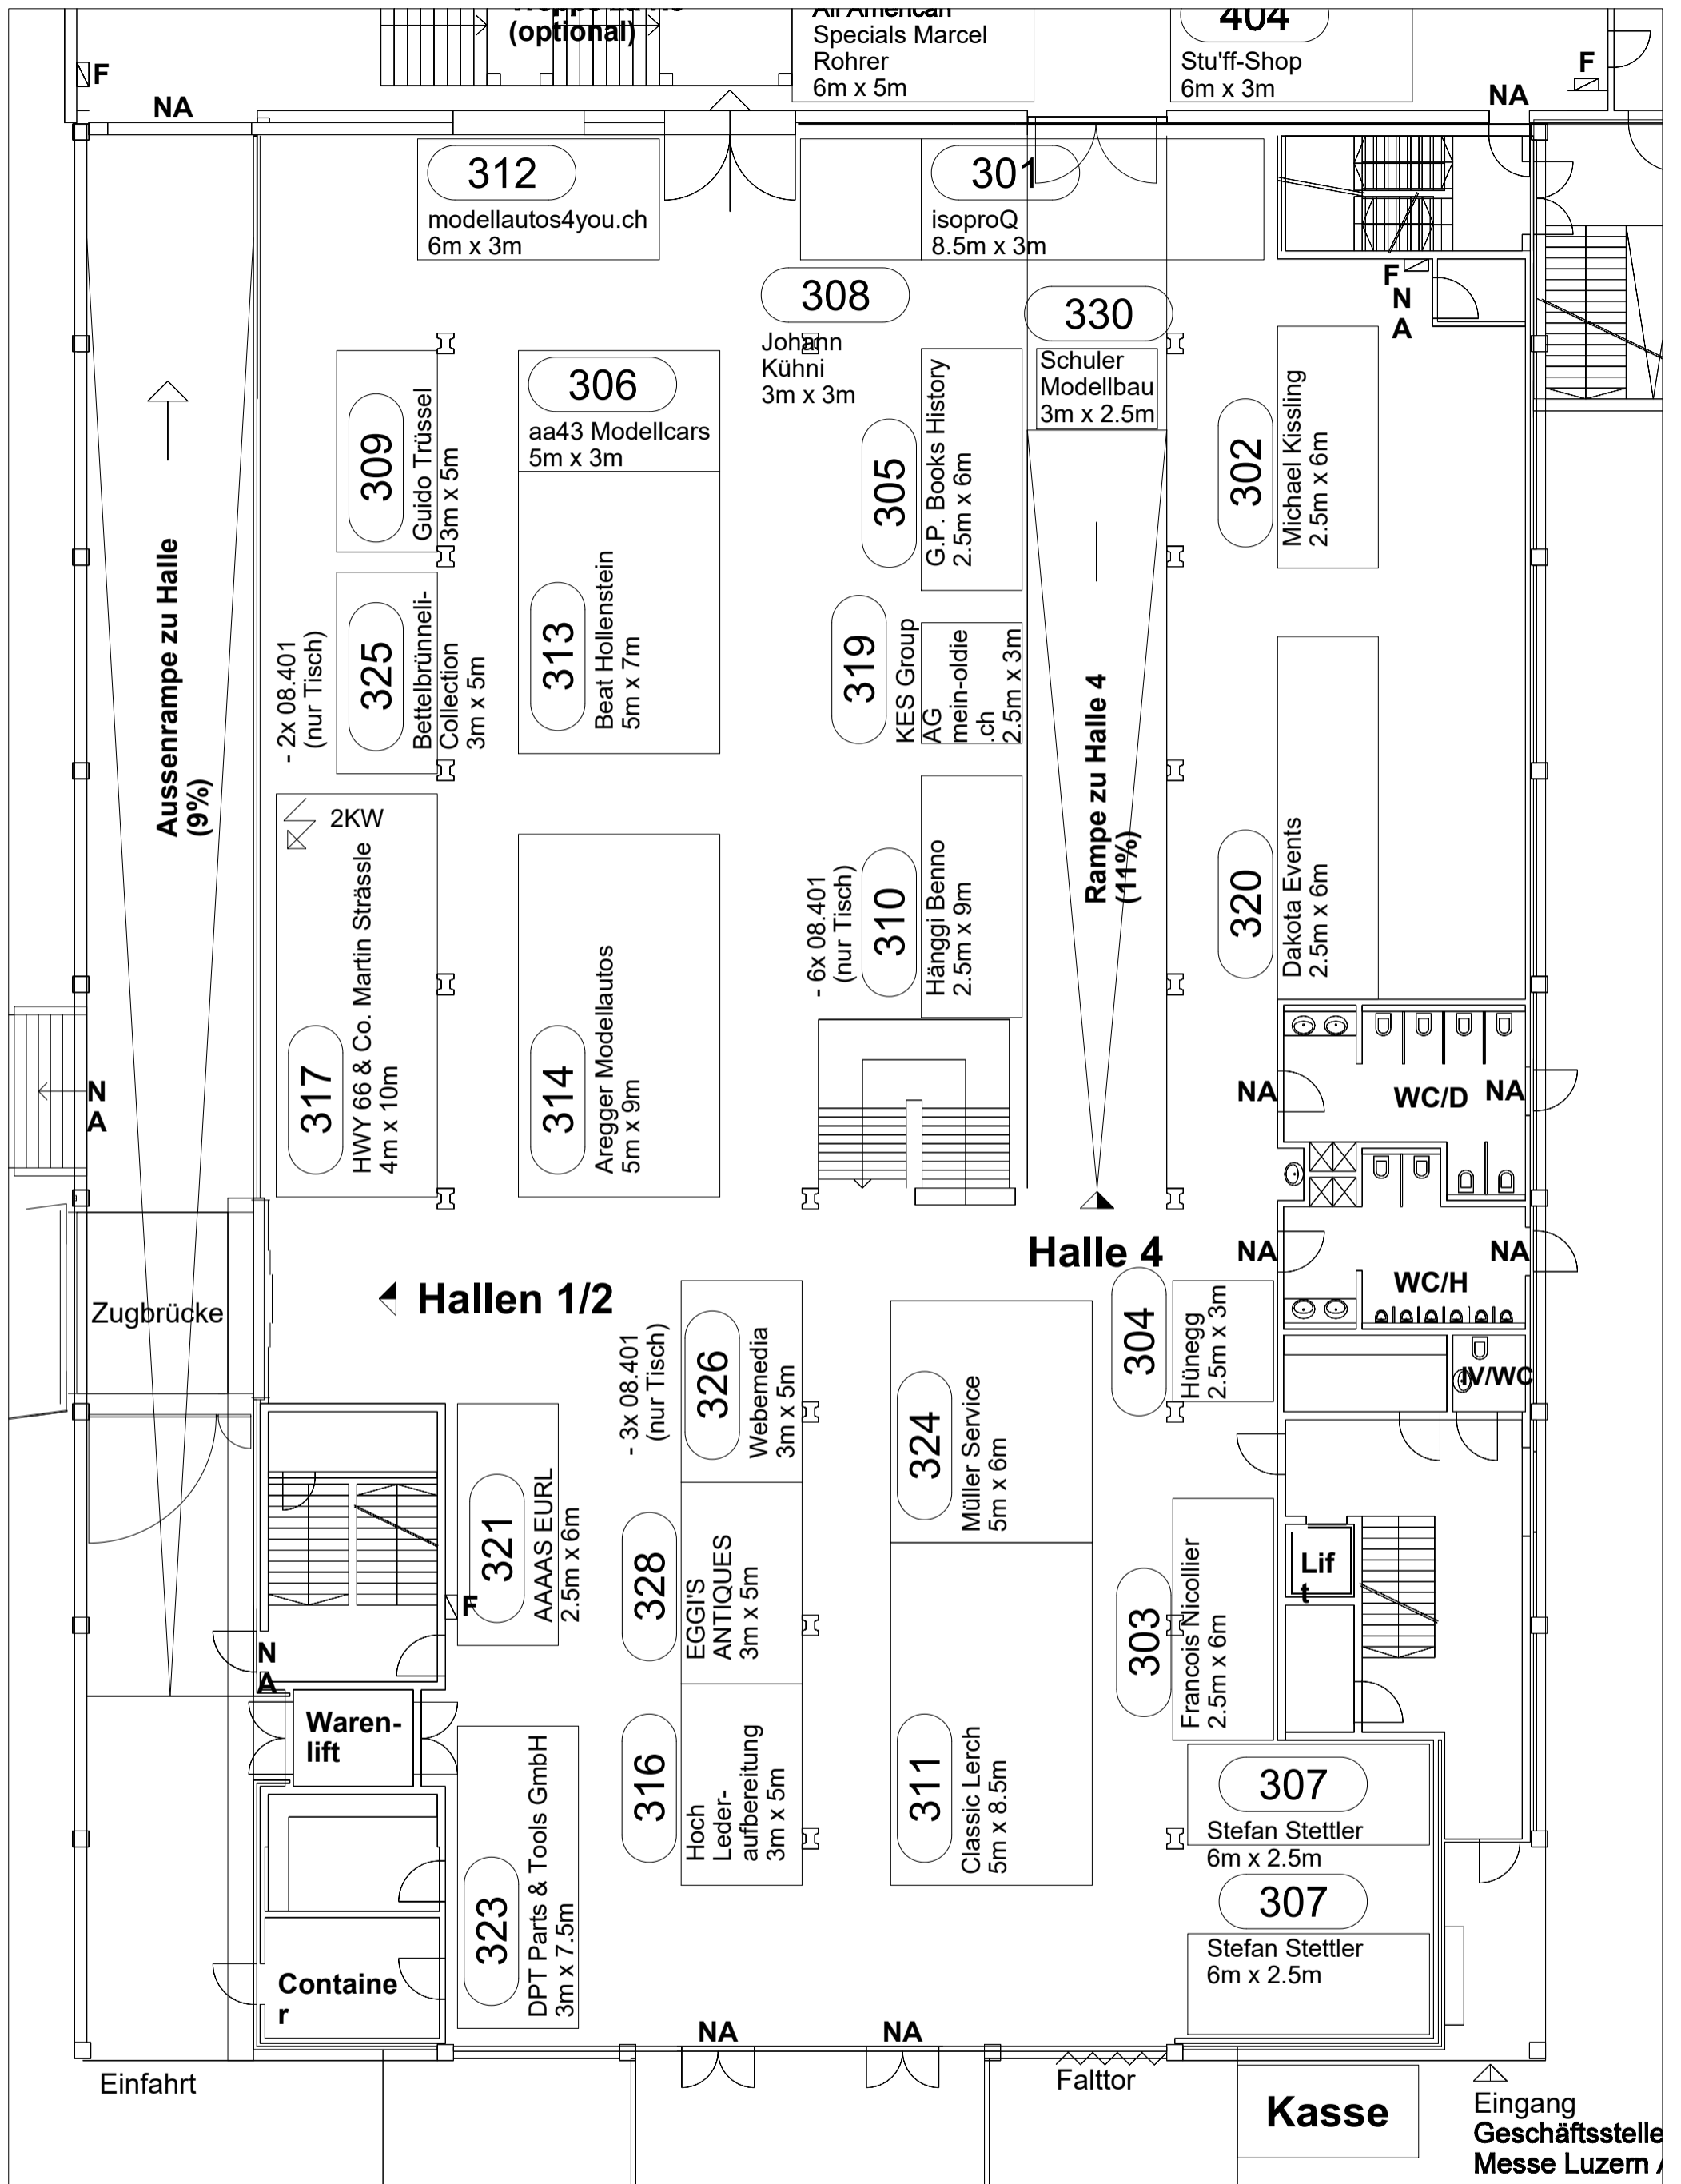 (optional)
All American
Specials Marcel
Rohrer
6m x 5m
404
Stu'ff-Shop
6m x 3m
F
F
NA
NA
312
modellautos4you.ch
6m x 3m
301
isoproQ
8.5m x 3m
308
Johann
Kühni
3m x 3m
330
Schuler
Modellbau
3m x 2.5m
F
N
A
309
Guido Trüssel
3m x 5m
306
aa43 Modellcars
5m x 3m
305
G.P. Books History
2.5m x 6m
302
Michael Kissling
2.5m x 6m
Aussenrampe zu Halle
(9%)
- 2x 08.401
(nur Tisch)
325
Bettelbrünneli-
Collection
3m x 5m
313
Beat Hollenstein
5m x 7m
319
KES Group
AG
mein-oldie
.ch
2.5m x 3m
Rampe zu Halle 4
(11%)
2KW
317
HWY 66 & Co. Martin Strässle
4m x 10m
314
Aregger Modellautos
5m x 9m
- 6x 08.401
(nur Tisch)
310
Hänggi Benno
2.5m x 9m
320
Dakota Events
2.5m x 6m
N
A
NA
WC/D
NA
Halle 4
NA
NA
WC/H
Zugbrücke
Hallen 1/2
- 3x 08.401
(nur Tisch)
326
Webemedia
3m x 5m
304
Hünegg
2.5m x 3m
IV/WC
324
Müller Service
5m x 6m
321
AAAAS EURL
2.5m x 6m
F
328
EGGI'S
ANTIQUES
3m x 5m
303
Francois Nicollier
2.5m x 6m
Lif
t
N
A
Waren-
lift
316
Hoch
Leder-
aufbereitung
3m x 5m
311
Classic Lerch
5m x 8.5m
307
Stefan Stettler
6m x 2.5m
307
Stefan Stettler
6m x 2.5m
323
DPT Parts & Tools GmbH
3m x 7.5m
Containe
r
NA
NA
Einfahrt
Falttor
Kasse
Eingang
Geschäftsstelle
Messe Luzern